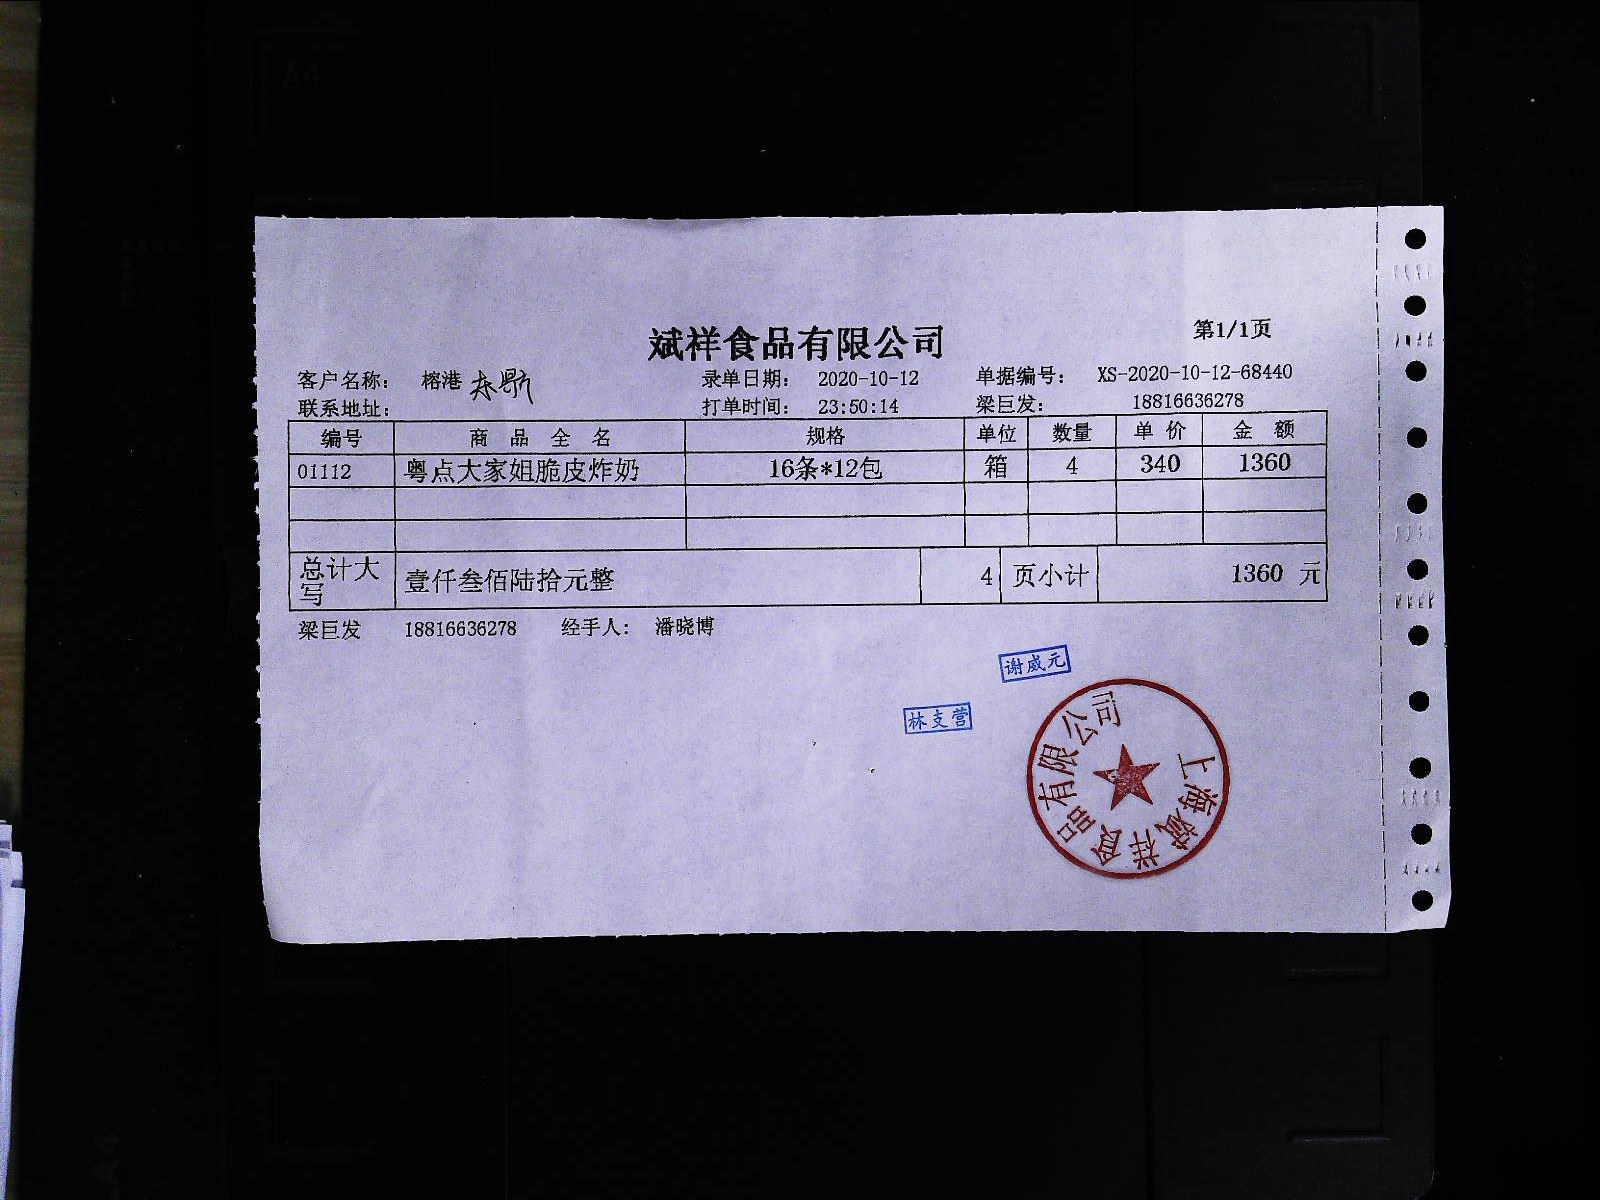 斌祥食品有限公司
第1/1页
客户名称： 榕港 录单日期： 2020-10-12 单据编号： XS-2020-10-12-68440
联系地址： 打单时间： 23:50:14 梁巨发： 18816636278
编号 商 品 全 名 规格 单位 数量 单 价 金 额
01112 粤点大家姐脆皮炸奶 16条*12包 箱 4 340 1360
总计大写 壹仟叁佰陆拾元整 4 页小计 1360 元
梁巨发 18816636278 经手人： 潘晓博
谢威元
林支营
上海斌祥食品有限公司
A4